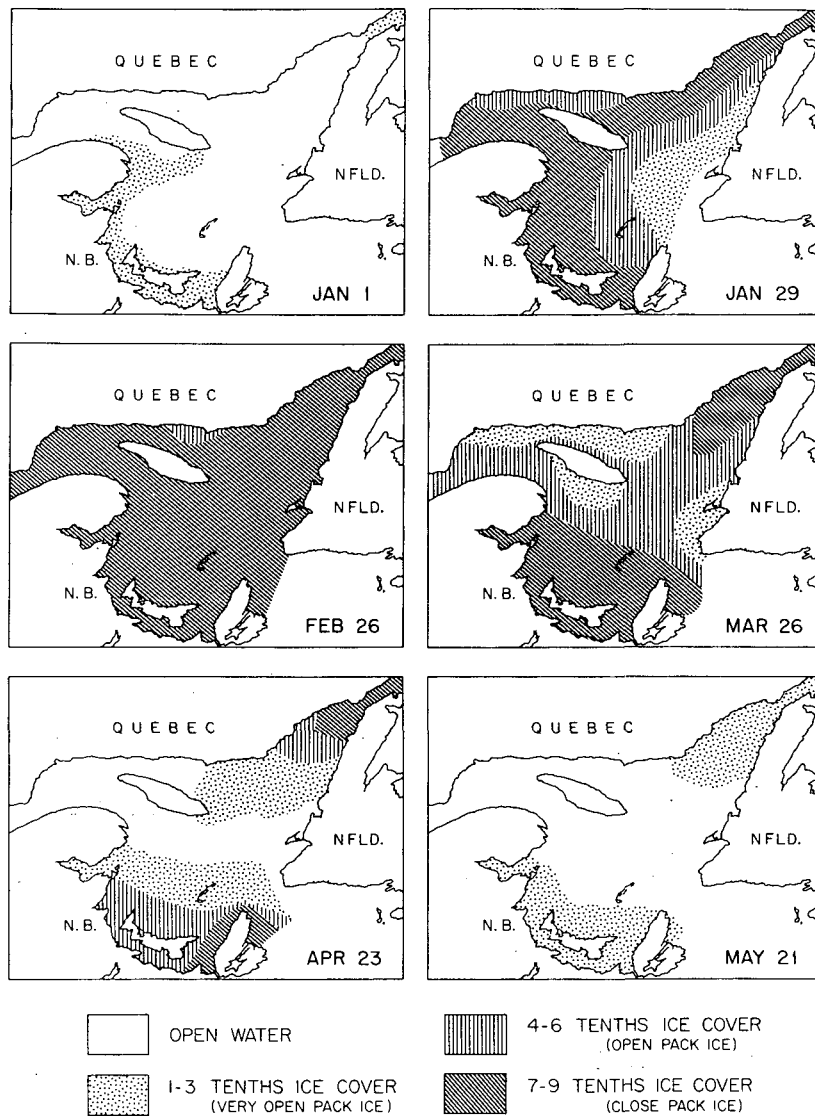 QUEBEC
NFLD.
N.B.
JAN 1
QUEBEC
NFLD.
N.B.
JAN 29
QUEBEC
NFLD.
N.B.
FEB 26
QUEBEC
NFLD.
N.B.
MAR 26
QUEBEC
NFLD.
N.B.
APR 23
QUEBEC
NFLD.
N.B.
MAY 21
OPEN WATER
1-3 TENTHS ICE COVER
(VERY OPEN PACK ICE)
4-6 TENTHS ICE COVER
(OPEN PACK ICE)
7-9 TENTHS ICE COVER
(CLOSE PACK ICE)